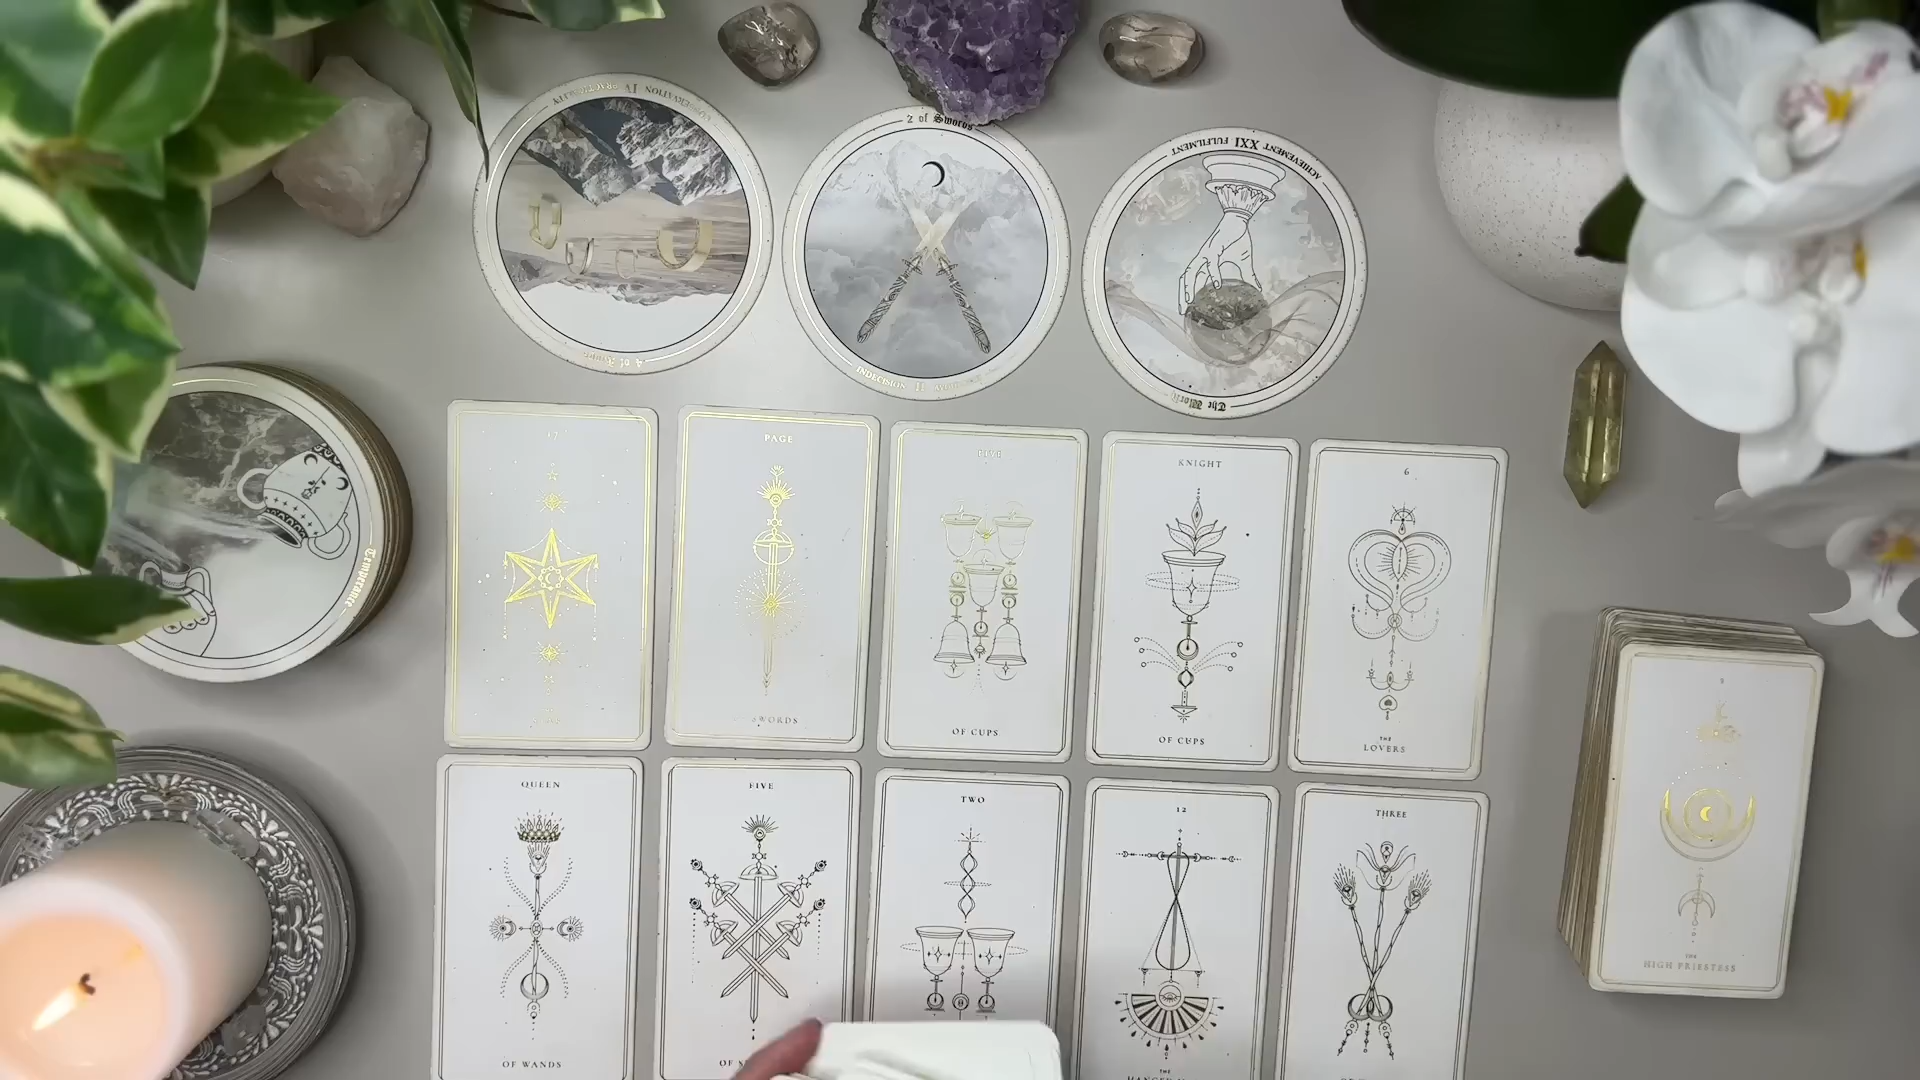 2 of Swords
ACHIEVEMENT XXI FULFILMENT
INDECISION II
The World
Temperance
17
PAGE
SWORDS
FIVE
OF CUPS
KNIGHT
OF CUPS
6
THE
LOVERS
QUEEN
OF WANDS
FIVE
TWO
12
THE
THREE
THE
HIGH PRIESTESS